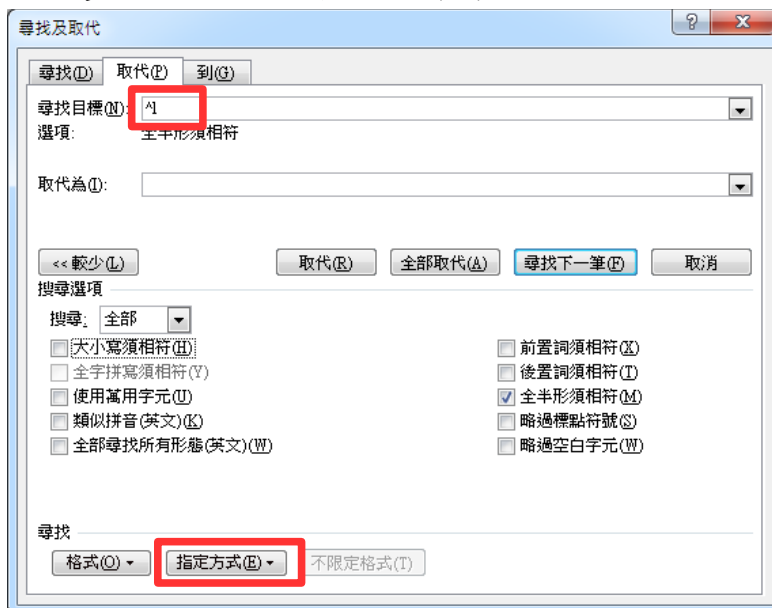 尋找及取代
尋找(D) 取代(P) 到(G)
尋找目標(N): ^l
選項: 全半形須相符
取代為(I):
<< 較少(L) 取代(R) 全部取代(A) 尋找下一筆(F) 取消
搜尋選項
搜尋: 全部
大小寫須相符(H) 前置詞須相符(X)
全字拼寫須相符(Y) 後置詞須相符(T)
使用萬用字元(U) 全半形須相符(M)
類似拼音(英文)(K) 略過標點符號(S)
全部尋找所有形態(英文)(W) 略過空白字元(W)
尋找
格式(O) 指定方式(E) 不限定格式(T)